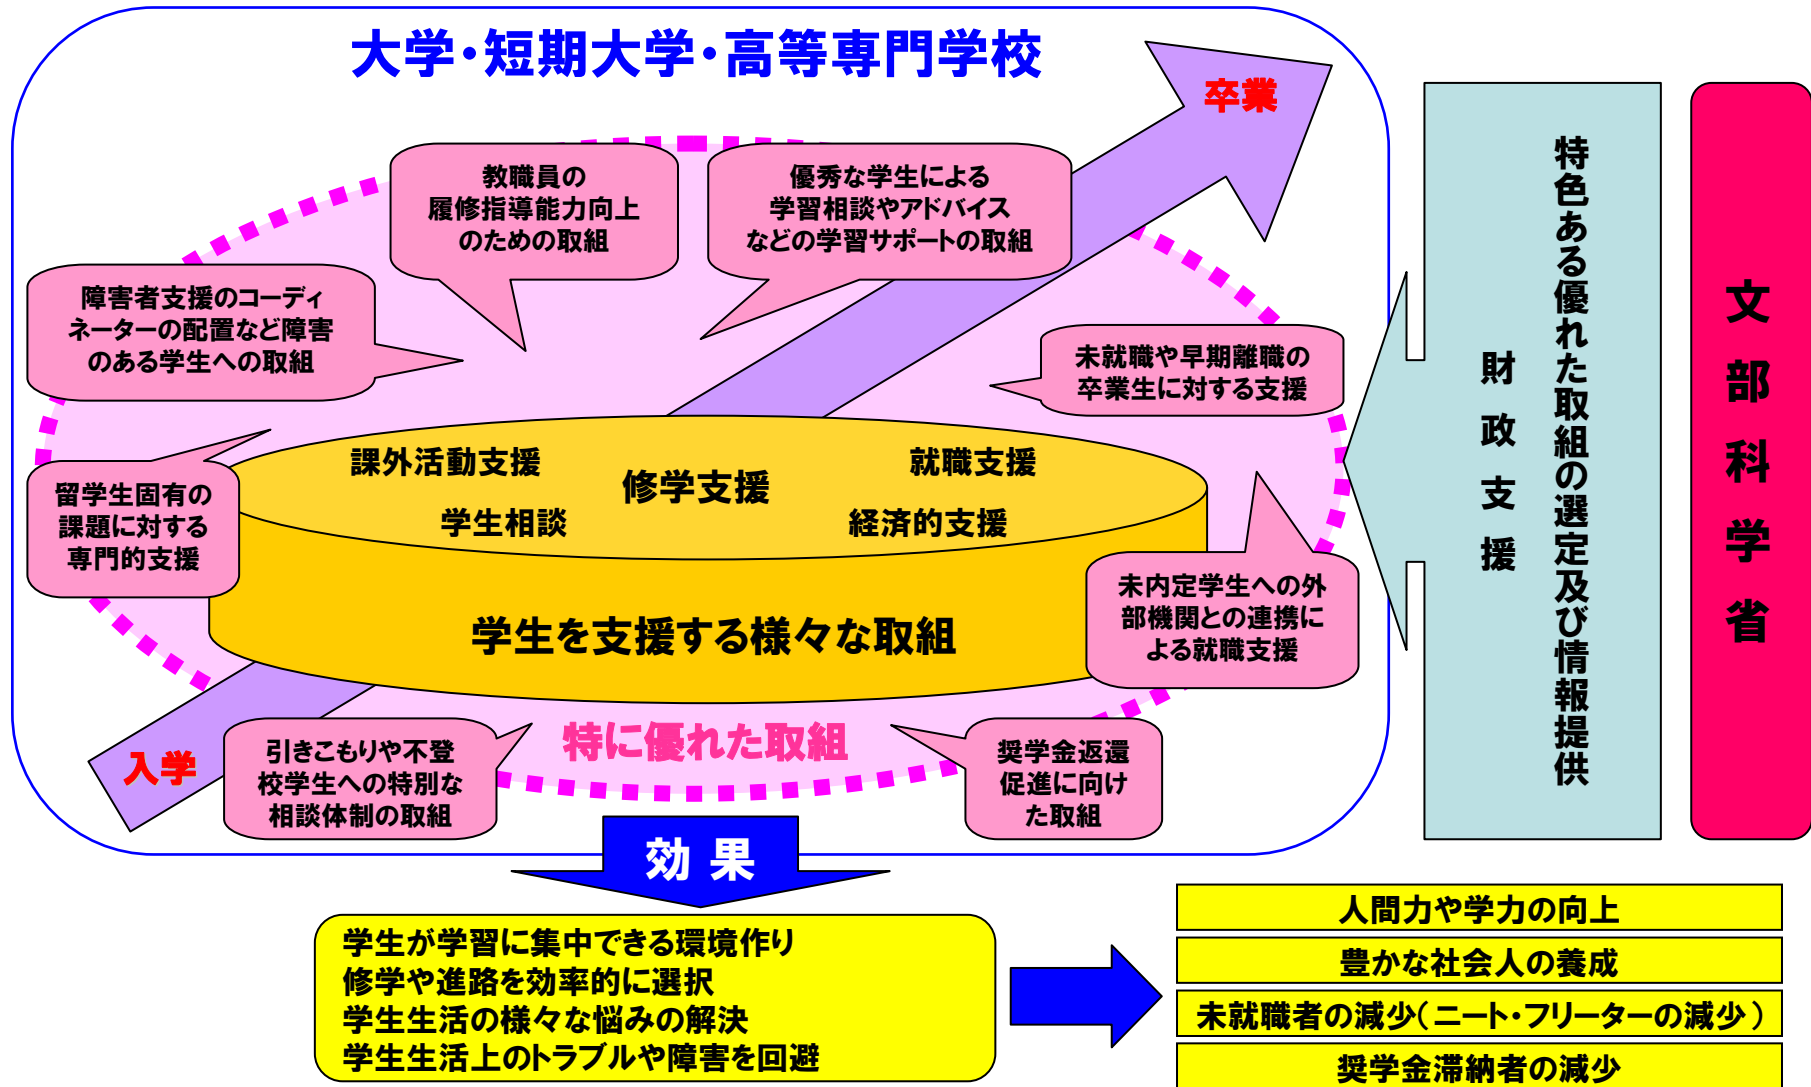 大学・短期大学・高等専門学校
卒業
教職員の
履修指導能力向上
のための取組
優秀な学生による
学習相談やアドバイス
などの学習サポートの取組
障害者支援のコーディ
ネーターの配置など障害
のある学生への取組
未就職や早期離職の
卒業生に対する支援
課外活動支援
修学支援
就職支援
学生相談
経済的支援
留学生固有の
課題に対する
専門的支援
学生を支援する様々な取組
未内定学生への外
部機関との連携に
よる就職支援
特に優れた取組
入学
引きこもりや不登
校学生への特別な
相談体制の取組
奨学金返還
促進に向け
た取組
特色ある優れた取組の選定及び情報提供
財政支援
文部科学省
効果
学生が学習に集中できる環境作り
修学や進路を効率的に選択
学生生活の様々な悩みの解決
学生生活上のトラブルや障害を回避
人間力や学力の向上
豊かな社会人の養成
未就職者の減少(ニート・フリーターの減少)
奨学金滞納者の減少